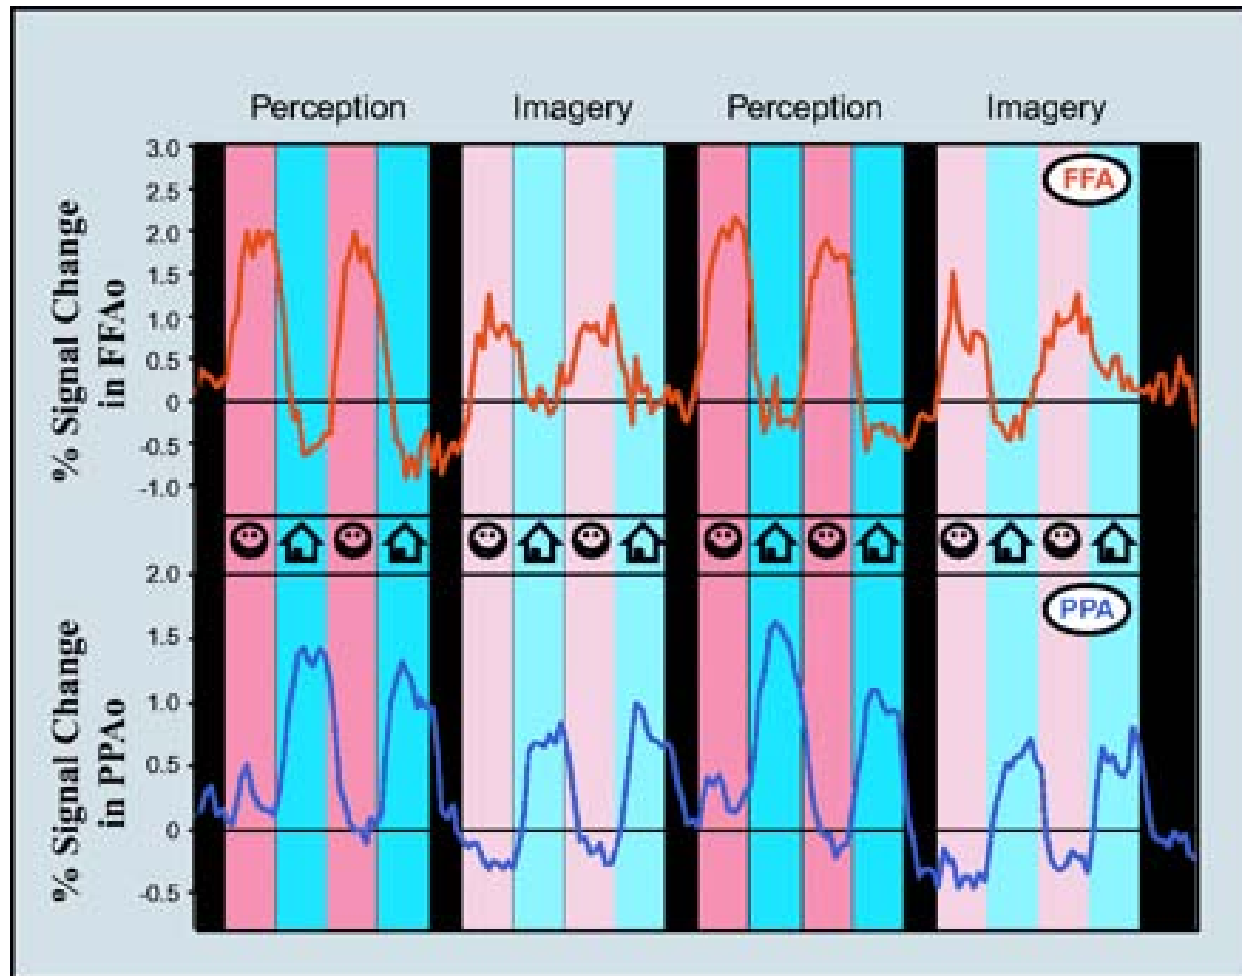 Perception Imagery Perception Imagery
3.0
2.5
2.0
1.5
1.0
0.5
0
-0.5
-1.0
% Signal Change
in FFAo
FFA
2.0
1.5
1.0
0.5
0
-0.5
% Signal Change
in PPAo
PPA